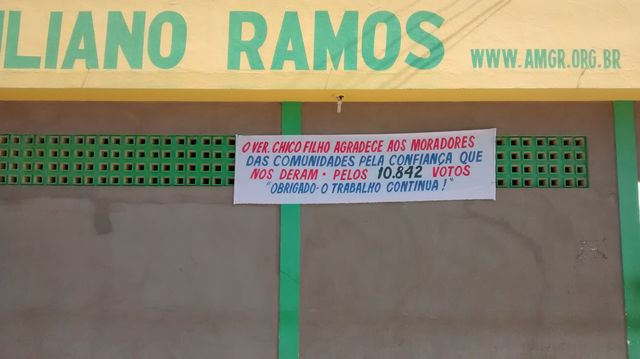 ILIANO RAMOS WWW.AMGR.ORG.BR
O VER. CHICO FILHO AGRADECE AOS MORADORES
DAS COMUNIDADES PELA CONFIANÇA QUE
NOS DERAM • PELOS 10.842 VOTOS
"OBRIGADO - O TRABALHO CONTINUA!"